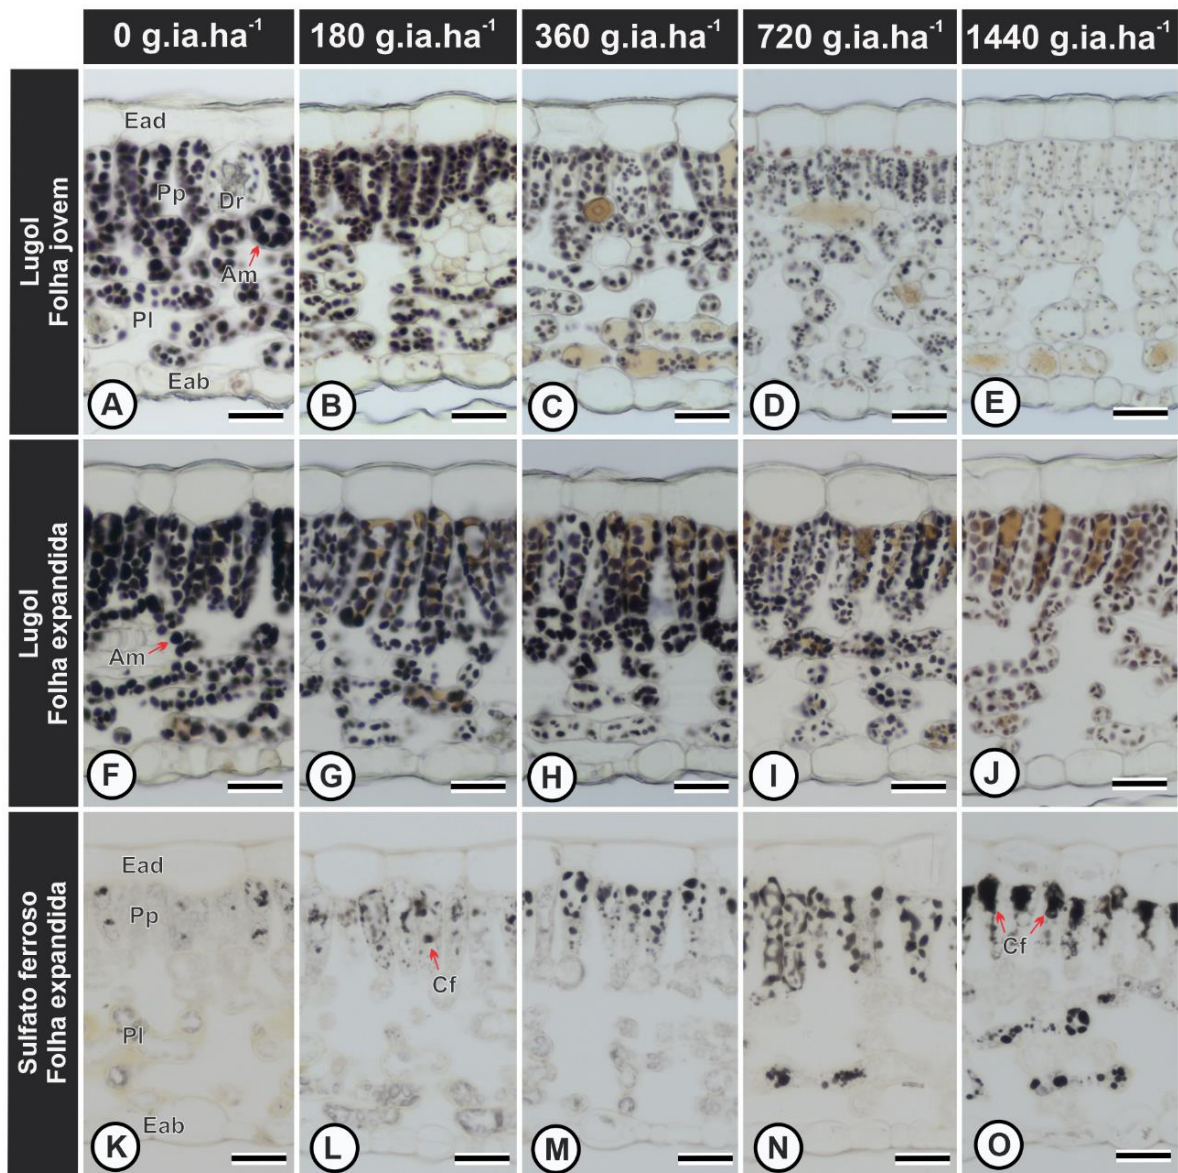 0 g.ia.ha⁻¹
180 g.ia.ha⁻¹
360 g.ia.ha⁻¹
720 g.ia.ha⁻¹
1440 g.ia.ha⁻¹
Lugol
Folha jovem
Ead
Pp
Dr
Am
Pl
Eab
A
B
C
D
E
Lugol
Folha expandida
Am
F
G
H
I
J
Sulfato ferroso
Folha expandida
Ead
Pp
Pl
Eab
K
Cf
L
M
N
Cf
O